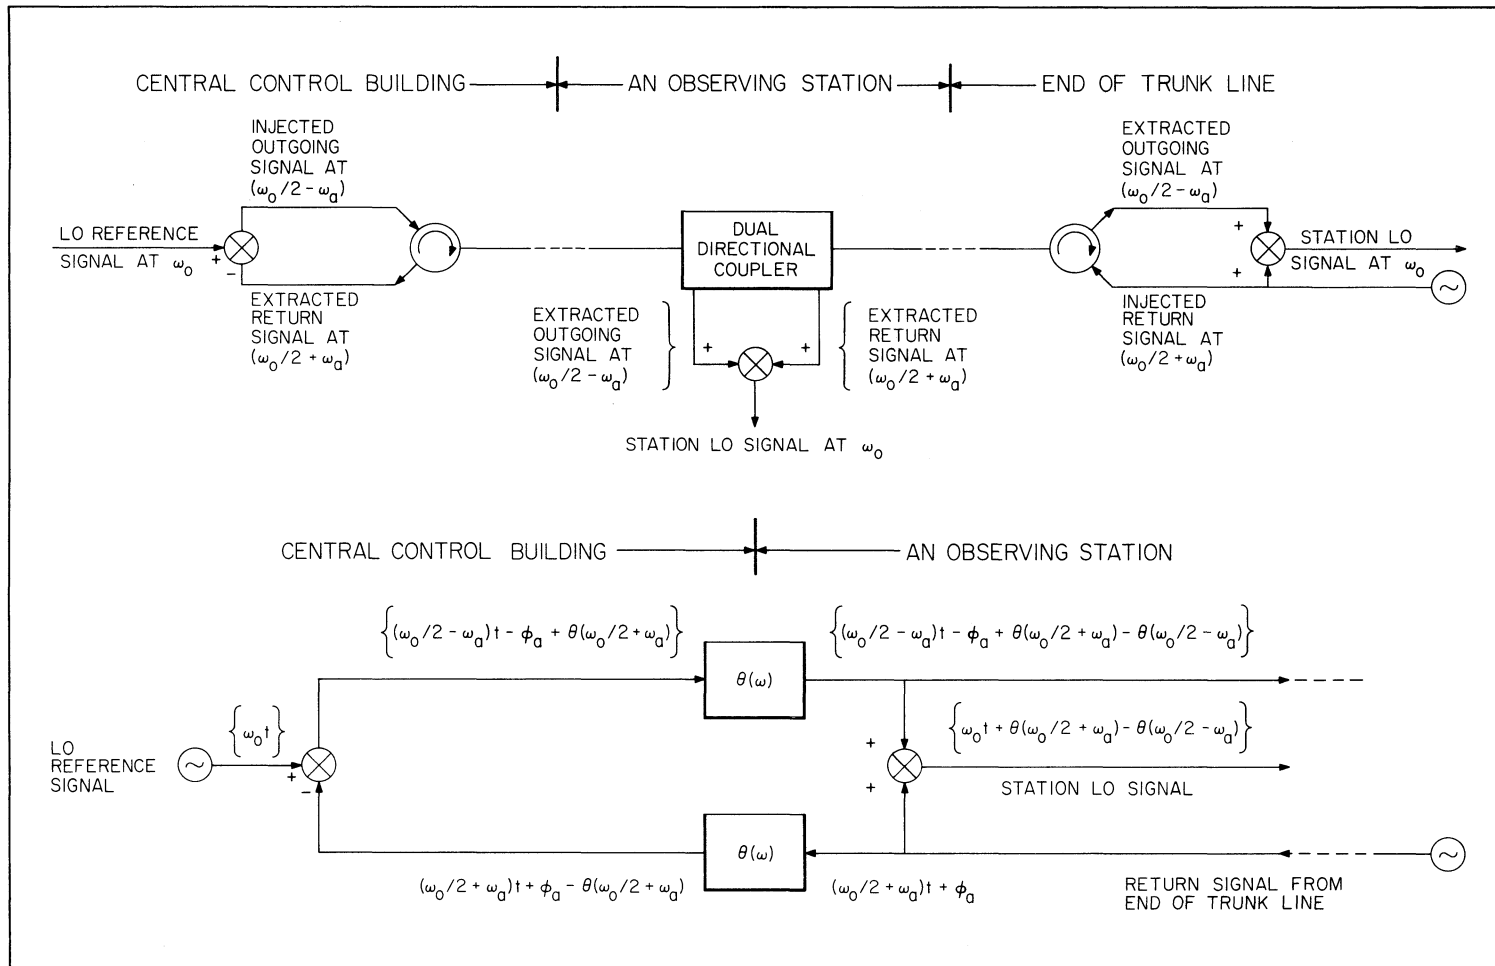 CENTRAL CONTROL BUILDING
AN OBSERVING STATION
END OF TRUNK LINE
INJECTED
OUTGOING
SIGNAL AT
(ω₀/2 - ωₐ)
LO REFERENCE
SIGNAL AT ω₀
+
-
EXTRACTED
RETURN
SIGNAL AT
(ω₀/2 + ωₐ)
DUAL
DIRECTIONAL
COUPLER
EXTRACTED
OUTGOING
SIGNAL AT
(ω₀/2 - ωₐ)
+
+
EXTRACTED
RETURN
SIGNAL AT
(ω₀/2 + ωₐ)
STATION LO SIGNAL AT ω₀
EXTRACTED
OUTGOING
SIGNAL AT
(ω₀/2 - ωₐ)
+
+
STATION LO
SIGNAL AT ω₀
~
INJECTED
RETURN
SIGNAL AT
(ω₀/2 + ωₐ)
CENTRAL CONTROL BUILDING
AN OBSERVING STATION
{(ω₀/2 - ωₐ)t - ϕₐ + θ(ω₀/2 + ωₐ)}
{(ω₀/2 - ωₐ)t - ϕₐ + θ(ω₀/2 + ωₐ) - θ(ω₀/2 - ωₐ)}
θ(ω)
{ω₀t}
LO
REFERENCE
SIGNAL
~
+
-
+
+
{ω₀t + θ(ω₀/2 + ωₐ) - θ(ω₀/2 - ωₐ)}
STATION LO SIGNAL
θ(ω)
~
(ω₀/2 + ωₐ)t + ϕₐ - θ(ω₀/2 + ωₐ)
(ω₀/2 + ωₐ)t + ϕₐ
RETURN SIGNAL FROM
END OF TRUNK LINE